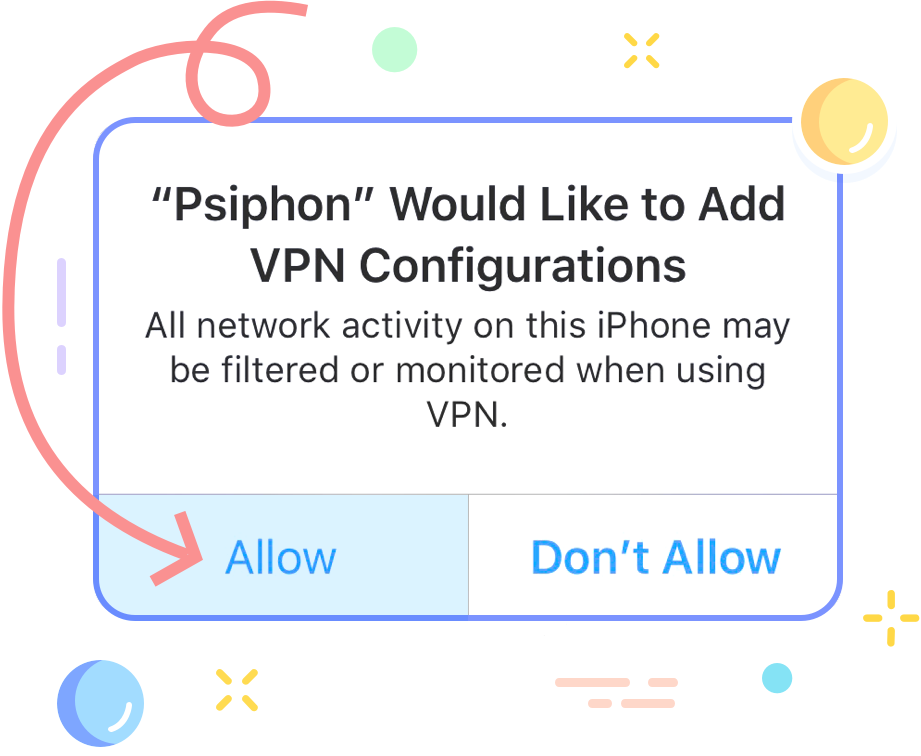 “Psiphon” Would Like to Add
VPN Configurations
All network activity on this iPhone may
be filtered or monitored when using
VPN.
Allow
Don’t Allow